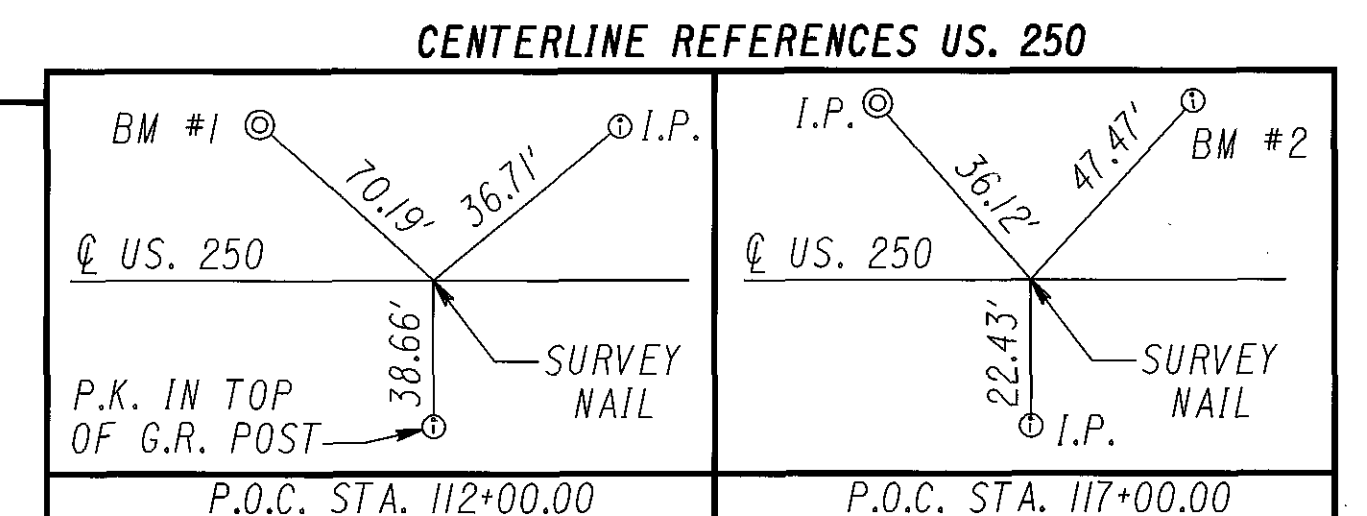 CENTERLINE REFERENCES US. 250
BM #1
I.P.
70.19'
36.71'
℄ US. 250
38.66'
SURVEY
NAIL
P.K. IN TOP
OF G.R. POST
P.O.C. STA. 112+00.00
I.P.
BM #2
36.12'
47.47'
℄ US. 250
22.43'
SURVEY
NAIL
I.P.
P.O.C. STA. 117+00.00